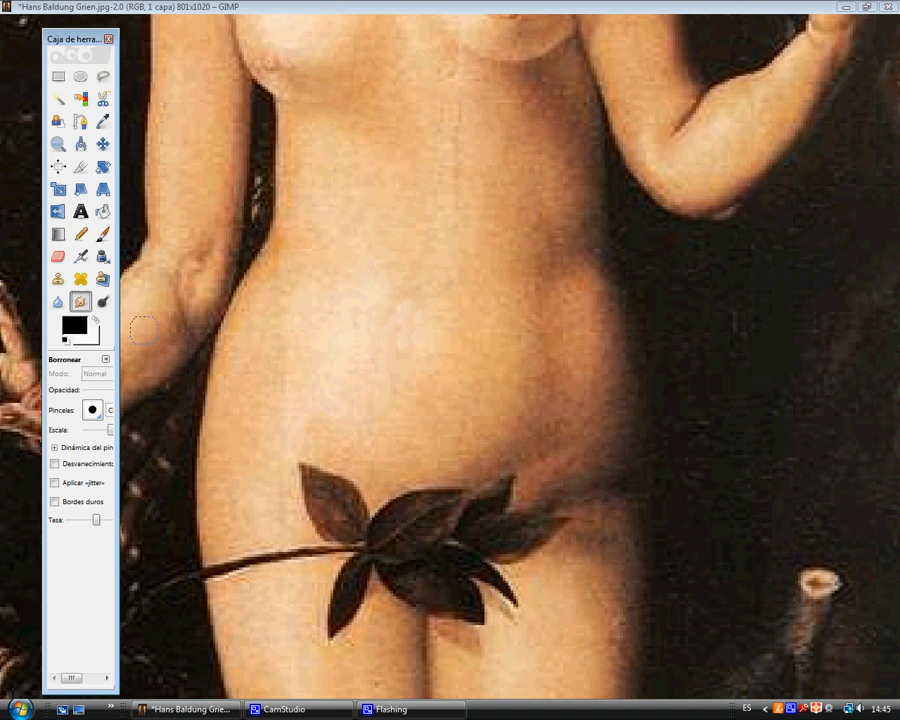 *Hans Baldung Grien.jpg-2.0 (RGB, 1 capa) 801x1020 – GIMP
Caja de herra...
Borronear
Modo: Normal
Opacidad:
Pinceles:
Escala:
Dinámica del pin
Desvanecimiento
Aplicar «jitter»
Bordes duros
Tasa:
*Hans Baldung Grie... CamStudio Flashing ES 14:45